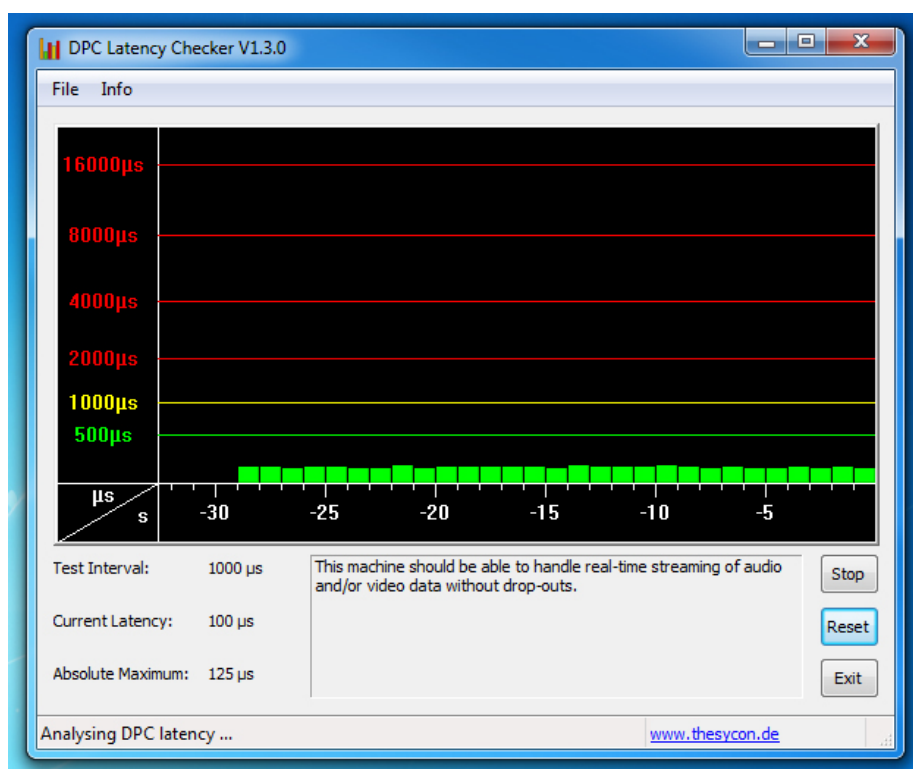 DPC Latency Checker V1.3.0
File Info
16000µs
8000µs
4000µs
2000µs
1000µs
500µs
µs
s
-30 -25 -20 -15 -10 -5
Test Interval: 1000 µs
This machine should be able to handle real-time streaming of audio
and/or video data without drop-outs.
Stop
Current Latency: 100 µs
Reset
Absolute Maximum: 125 µs
Exit
Analysing DPC latency ...
www.thesycon.de